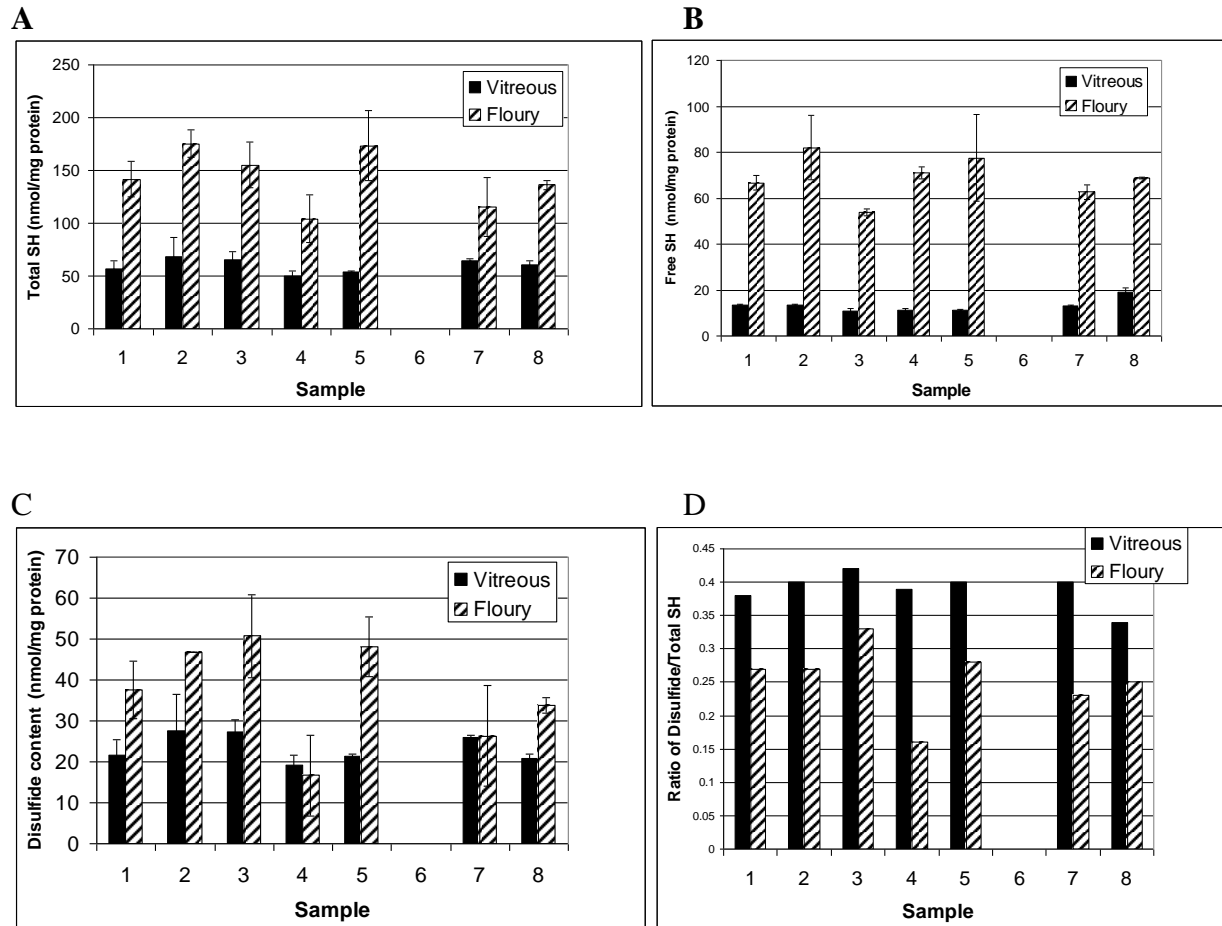 A
250
200
150
100
50
0
Total SH (nmol/mg protein)
Vitreous
Floury
1 2 3 4 5 6 7 8
Sample
B
120
100
80
60
40
20
0
Free SH (nmol/mg protein)
Vitreous
Floury
1 2 3 4 5 6 7 8
Sample
C
70
60
50
40
30
20
10
0
Disulfide content (nmol/mg protein)
Vitreous
Floury
1 2 3 4 5 6 7 8
Sample
D
0.45
0.4
0.35
0.3
0.25
0.2
0.15
0.1
0.05
0
Ratio of Disulfide/Total SH
Vitreous
Floury
1 2 3 4 5 6 7 8
Sample